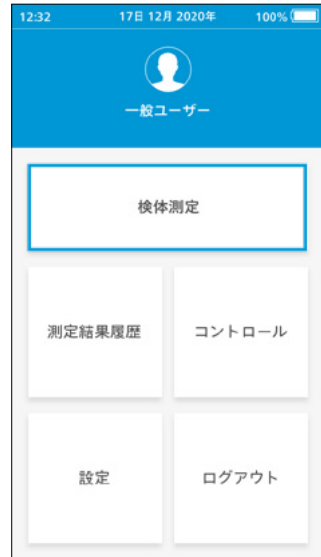 12:32 17日 12月 2020年 100%
一般ユーザー
検体測定
測定結果履歴 コントロール
設定 ログアウト